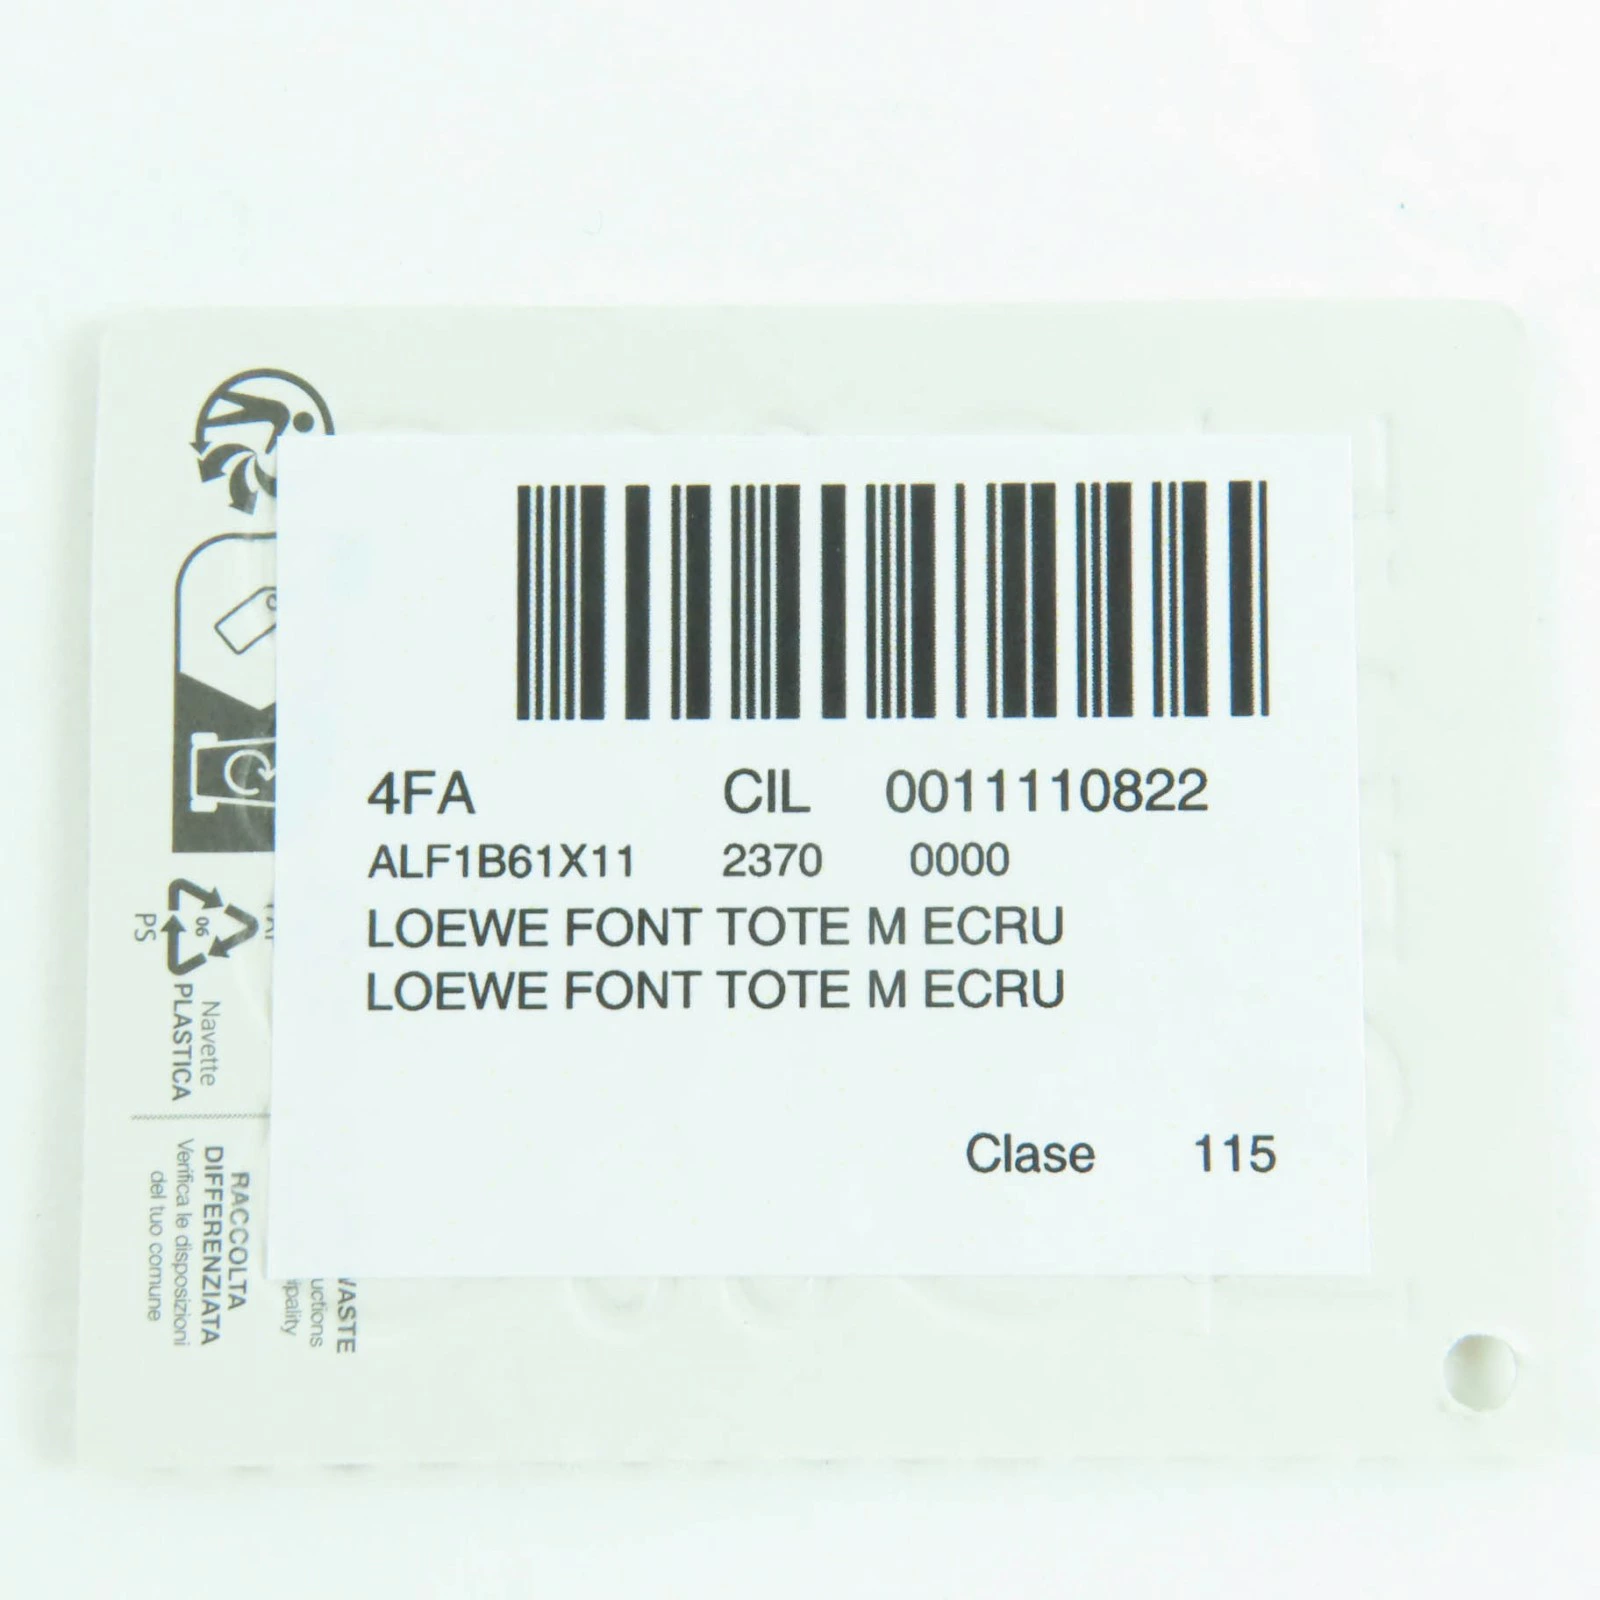 4FA CIL 0011110822
ALF1B61X11 2370 0000
LOEWE FONT TOTE M ECRU
LOEWE FONT TOTE M ECRU
Clase 115
06
PS
Navette
PLASTICA
RACCOLTA
DIFFERENZIATA
Verifica le disposizioni
del tuo comune